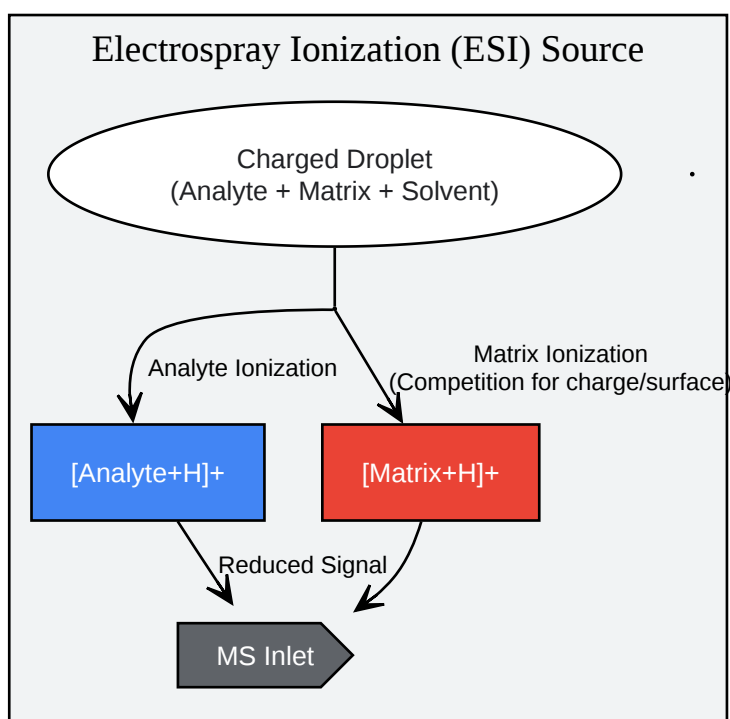 Electrospray Ionization (ESI) Source
Charged Droplet
(Analyte + Matrix + Solvent)
Analyte Ionization
Matrix Ionization
(Competition for charge/surface)
[Analyte+H]+
[Matrix+H]+
Reduced Signal
MS Inlet